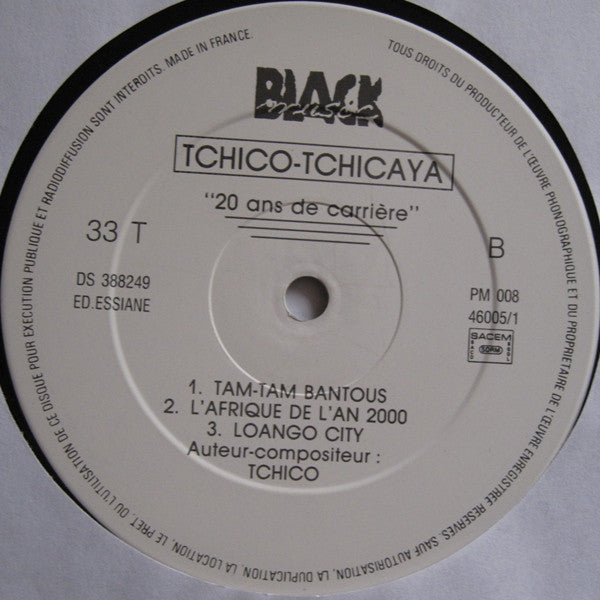 BLACK
musik
TCHICO-TCHICAYA
"20 ans de carrière"
33 T
B
DS 388249
ED.ESSIANE
PM 008
46005/1
SACEM
SDRM
1. TAM-TAM BANTOUS
2. L'AFRIQUE DE L'AN 2000
3. LOANGO CITY
Auteur-compositeur :
TCHICO
TOUS DROITS DU PRODUCTEUR DE L'ŒUVRE PHONOGRAPHIQUE ET DU PROPRIETAIRE DE L'ŒUVRE ENREGISTREE RESERVES. SAUF AUTORISATION, LA DUPLICATION, LA LOCATION, LE PRET, OU L'UTILISATION DE CE DISQUE POUR EXECUTION PUBLIQUE ET RADIODIFFUSION SONT INTERDITS. MADE IN FRANCE.